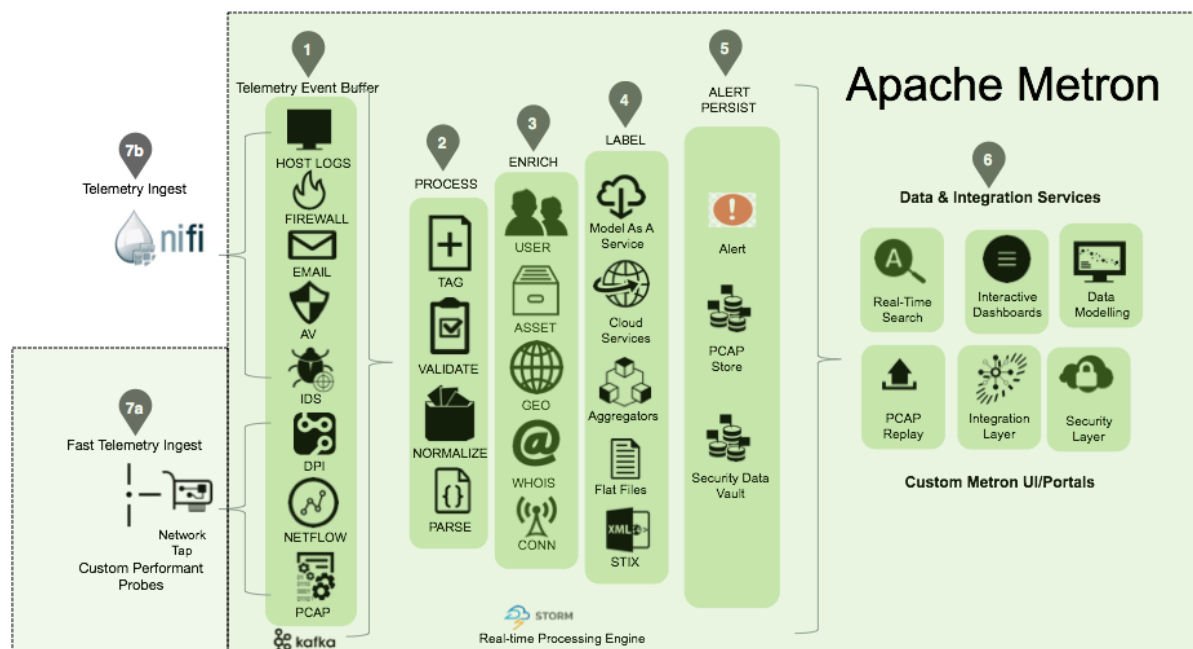 Apache Metron
7b
Telemetry Ingest
nifi
7a
Fast Telemetry Ingest
Network
Tap
Custom Performant
Probes
1
Telemetry Event Buffer
HOST LOGS
FIREWALL
EMAIL
AV
IDS
DPI
NETFLOW
PCAP
kafka
2
PROCESS
TAG
VALIDATE
NORMALIZE
{ }
PARSE
3
ENRICH
USER
ASSET
GEO
@
WHOIS
CONN
4
LABEL
Model As A
Service
Cloud
Services
Aggregators
Flat Files
XML
STIX
STORM
Real-time Processing Engine
5
ALERT
PERSIST
!
Alert
PCAP
Store
Security Data
Vault
6
Data & Integration Services
A
Real-Time
Search
Interactive
Dashboards
Data
Modelling
PCAP
Replay
Integration
Layer
Security
Layer
Custom Metron UI/Portals